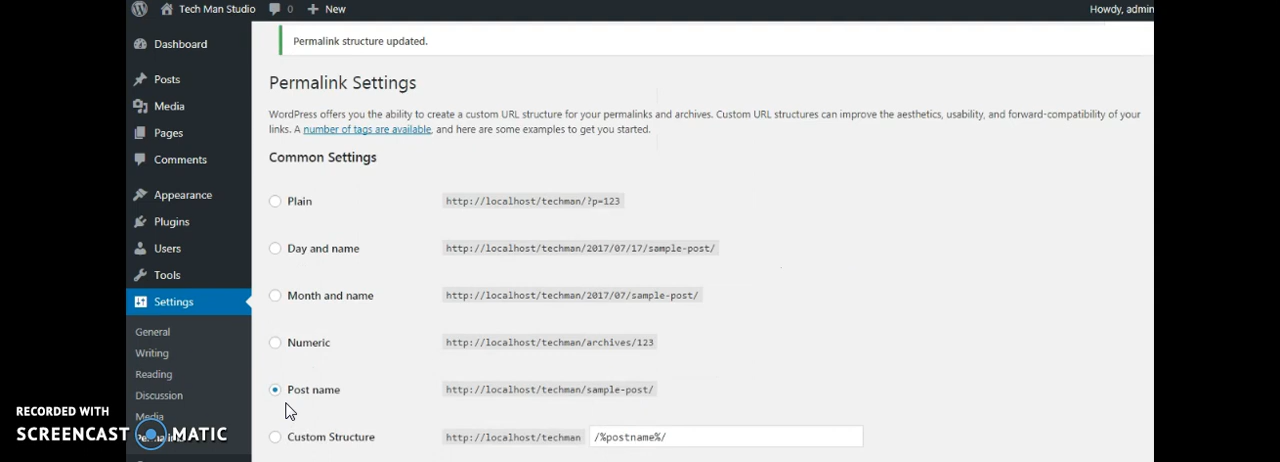 Tech Man Studio 0 New Howdy, admin
Dashboard
Posts
Media
Pages
Comments
Appearance
Plugins
Users
Tools
Settings
General
Writing
Reading
Discussion
Media
Permalink structure updated.
Permalink Settings
WordPress offers you the ability to create a custom URL structure for your permalinks and archives. Custom URL structures can improve the aesthetics, usability, and forward-compatibility of your
links. A number of tags are available, and here are some examples to get you started.
Common Settings
Plain http://localhost/techman/?p=123
Day and name http://localhost/techman/2017/07/17/sample-post/
Month and name http://localhost/techman/2017/07/sample-post/
Numeric http://localhost/techman/archives/123
Post name http://localhost/techman/sample-post/
Custom Structure http://localhost/techman /%postname%/
RECORDED WITH
SCREENCAST MATIC